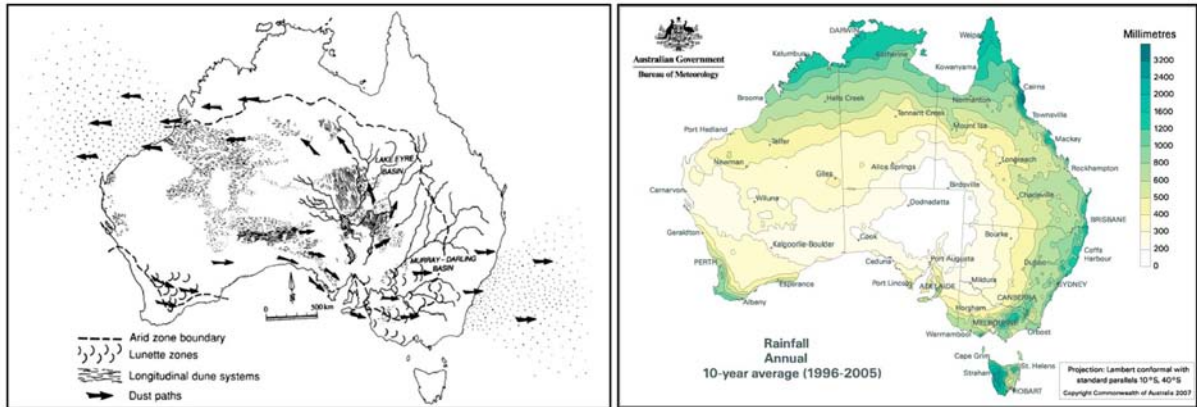 LAKE EYRE
BASIN
MURRAY-DARLING
BASIN
N
0
500 km
Arid zone boundary
Lunette zones
Longitudinal dune systems
Dust paths
Australian Government
Bureau of Meteorology
Millimetres
3200
2400
2000
1600
1200
1000
800
600
500
400
300
200
0
DARWIN
Katherine
Kalumburu
Weipa
Kowanyama
Cairns
Broome
Halls Creek
Normanton
Townsville
Tennant Creek
Mount Isa
Mackay
Port Hedland
Telfer
Longreach
Rockhampton
Newman
Alice Springs
Giles
Carnarvon
Birdsville
Charleville
Wiluna
Oodnadatta
BRISBANE
Geraldton
Kalgoorlie-Boulder
Cook
Bourke
Coffs
Harbour
PERTH
Ceduna
Port Augusta
Dubbo
Esperance
Port Lincoln
ADELAIDE
Mildura
SYDNEY
Albany
CANBERRA
Horsham
MELBOURNE
Warrnambool
Orbost
Rainfall
Annual
10-year average (1996-2005)
Cape Grim
St. Helens
Strahan
HOBART
Projection: Lambert conformal with
standard parallels 10°S, 40°S
Copyright Commonwealth of Australia 2007